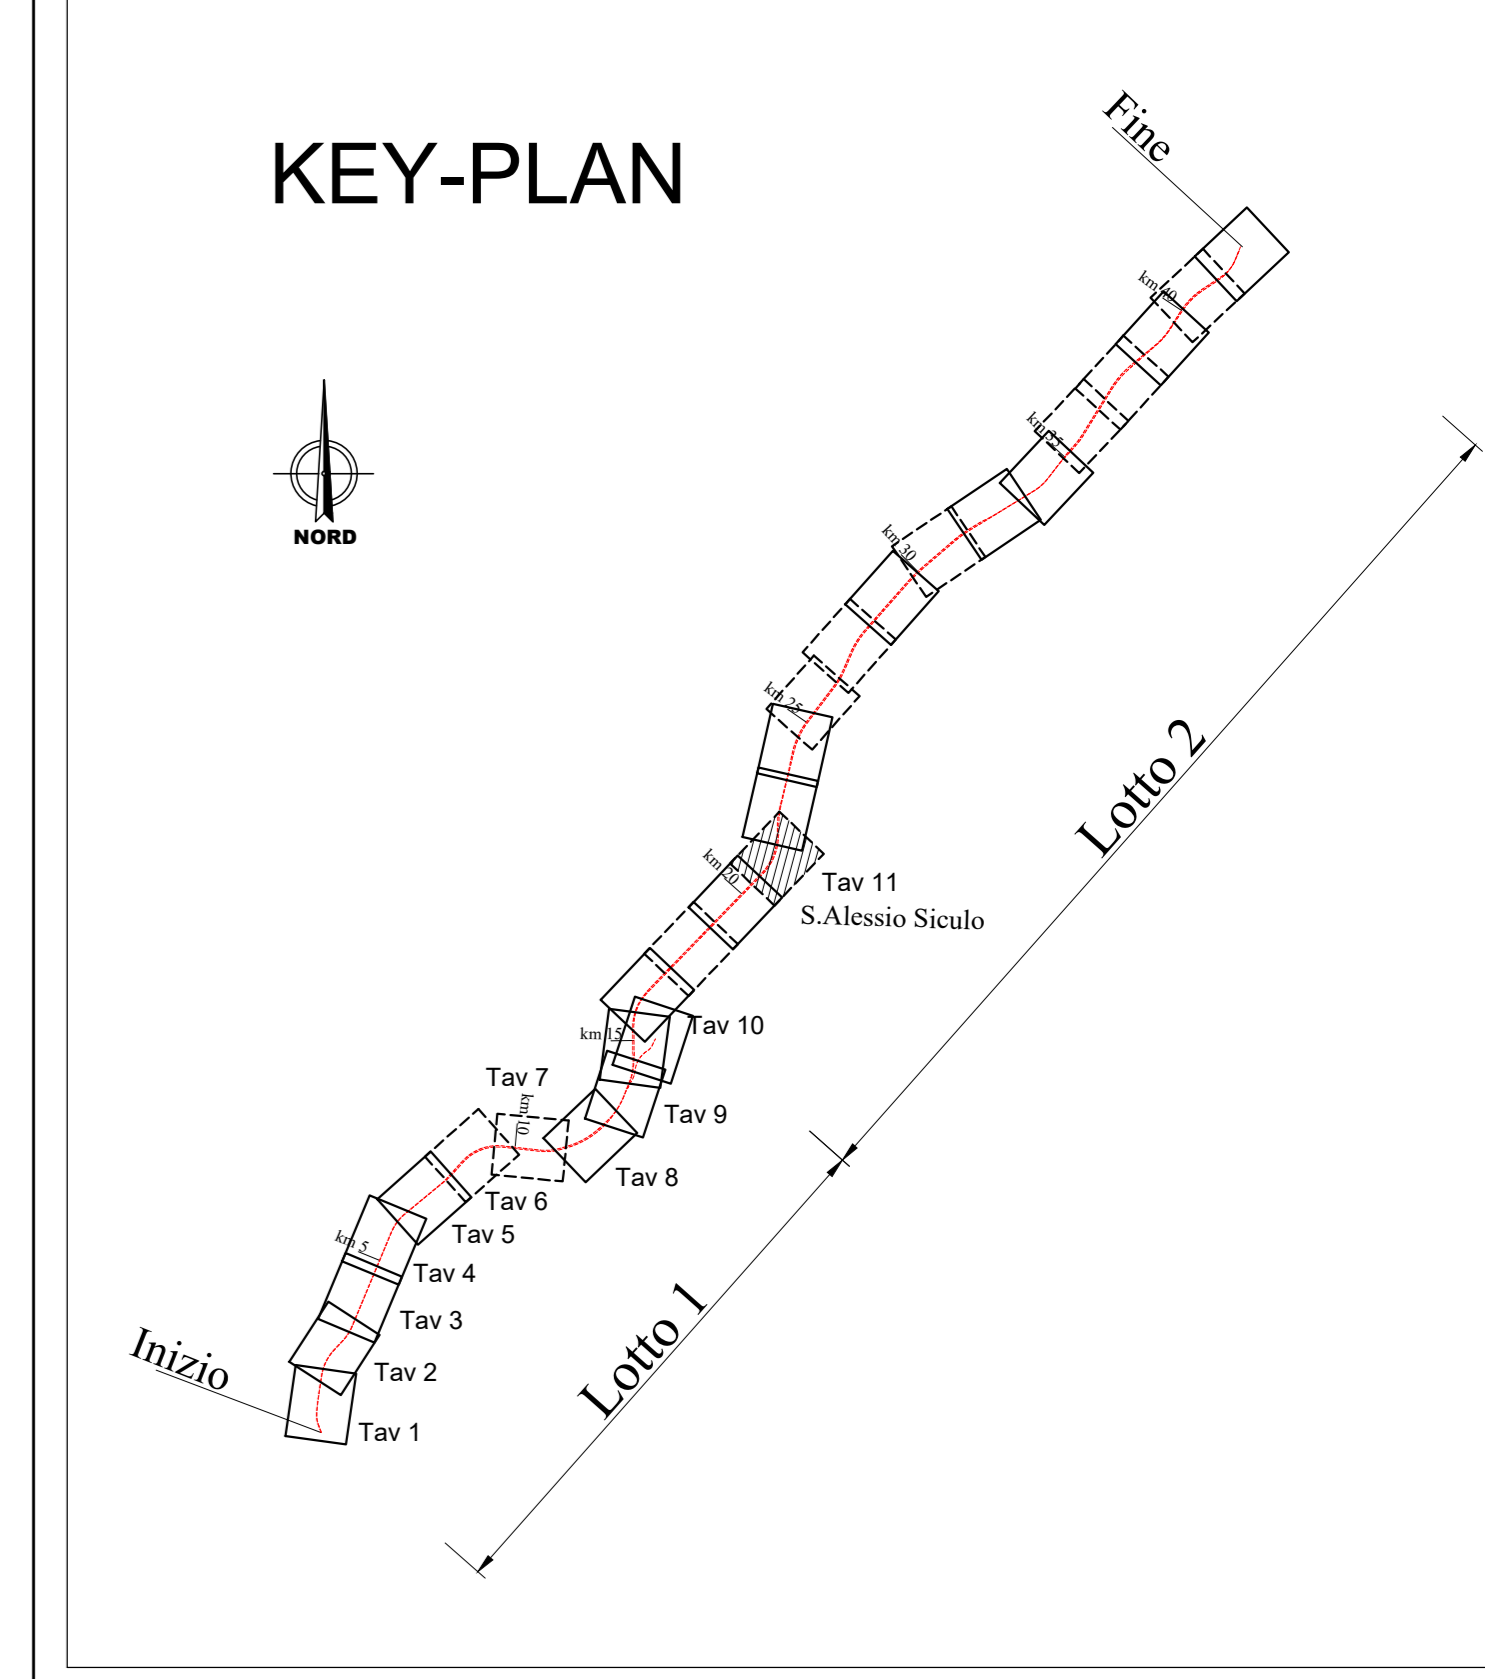 Fine
KEY-PLAN
km 40
km 35
NORD
km 30
km 25
Lotto 2
km 20
Tav 11
S.Alessio Siculo
Tav 10
km 15
Tav 7
km 10
Tav 9
Tav 8
Tav 6
Tav 5
km 5
Tav 4
Tav 3
Lotto 1
Inizio
Tav 2
Tav 1